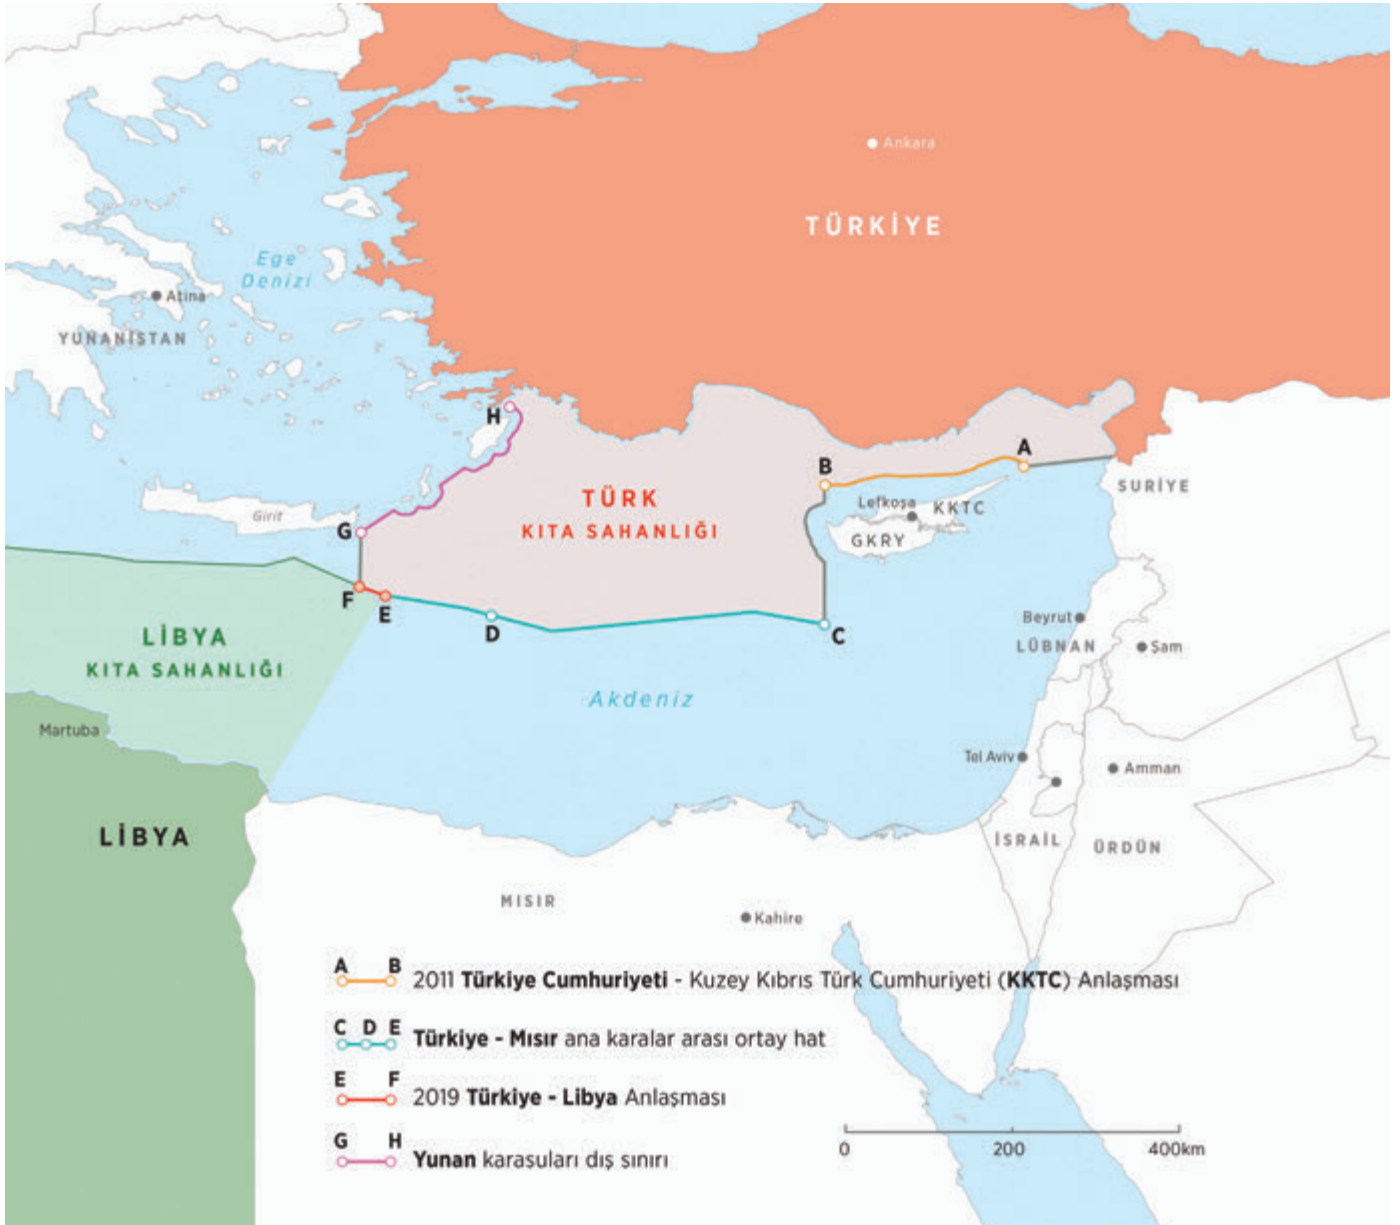 Ankara
TÜRKİYE
Ege
Denizi
Atina
YUNANİSTAN
H
A
B
SURİYE
TÜRK
KITA SAHANLIĞI
Lefkoşa
KKTC
Girit
G
GKRY
F
E
D
C
Beyrut
LÜBNAN
Şam
LİBYA
KITA SAHANLIĞI
Akdeniz
Martuba
Tel Aviv
Amman
LİBYA
İSRAİL
ÜRDÜN
MISIR
Kahire
A B
2011 Türkiye Cumhuriyeti - Kuzey Kıbrıs Türk Cumhuriyeti (KKTC) Anlaşması
C D E
Türkiye - Mısır ana karalar arası ortay hat
E F
2019 Türkiye - Libya Anlaşması
G H
Yunan karasuları dış sınırı
0 200 400km